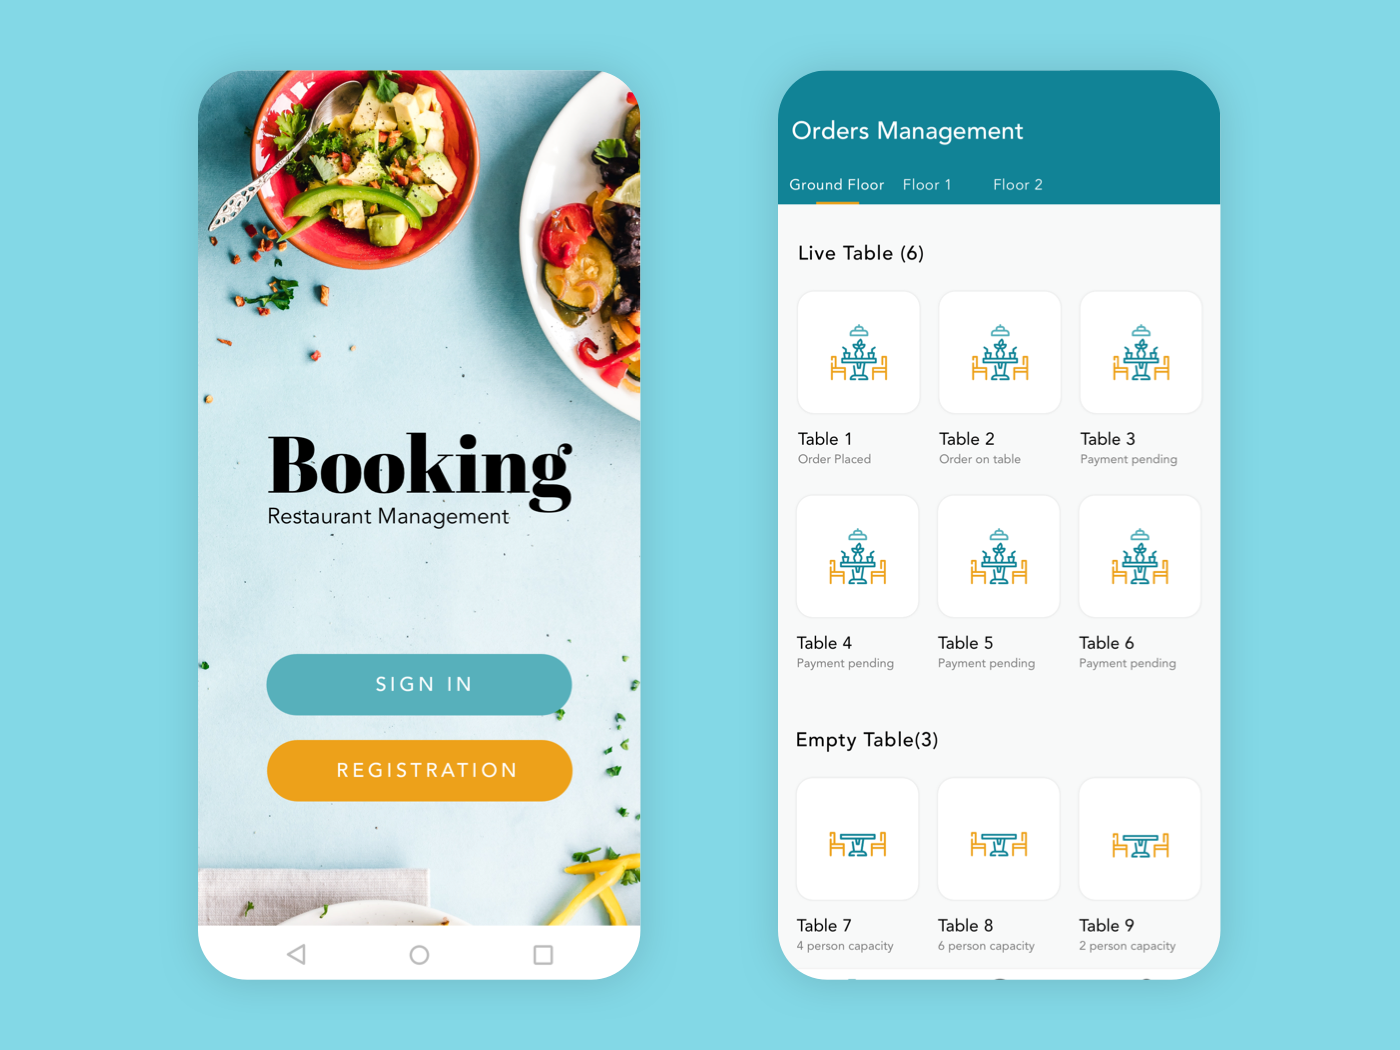 Booking
Restaurant Management
SIGN IN
REGISTRATION
Orders Management
Ground Floor Floor 1 Floor 2
Live Table (6)
Table 1 Table 2 Table 3
Order Placed Order on table Payment pending
Table 4 Table 5 Table 6
Payment pending Payment pending Payment pending
Empty Table(3)
Table 7 Table 8 Table 9
4 person capacity 6 person capacity 2 person capacity